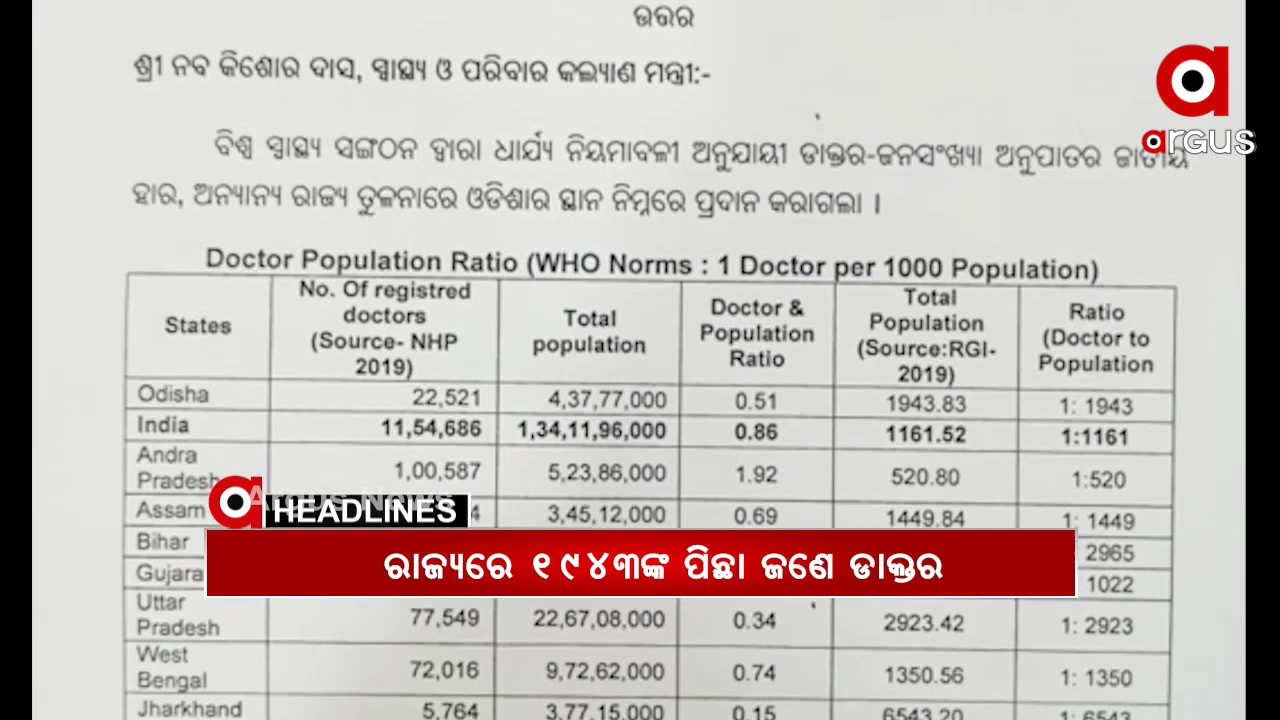 ଉତ୍ତର
ଶ୍ରୀ ନବ କିଶୋର ଦାସ, ସ୍ୱାସ୍ଥ୍ୟ ଓ ପରିବାର କଲ୍ୟାଣ ମନ୍ତ୍ରୀ:-
argus
ବିଶ୍ୱ ସ୍ୱାସ୍ଥ୍ୟ ସଙ୍ଗଠନ ଦ୍ୱାରା ଧାର୍ଯ୍ୟ ନିୟମାବଳୀ ଅନୁଯାୟୀ ଡାକ୍ତର-ଜନସଂଖ୍ୟା ଅନୁପାତର ଜାତୀୟ
ହାର, ଅନ୍ୟାନ୍ୟ ରାଜ୍ୟ ତୁଳନାରେ ଓଡିଶାର ସ୍ଥାନ ନିମ୍ନରେ ପ୍ରଦାନ କରାଗଲା ।
Doctor Population Ratio (WHO Norms : 1 Doctor per 1000 Population)
States No. Of registred doctors (Source- NHP 2019) Total population Doctor & Population Ratio Total Population (Source:RGI- 2019) Ratio (Doctor to Population
Odisha 22,521 4,37,77,000 0.51 1943.83 1: 1943
India 11,54,686 1,34,11,96,000 0.86 1161.52 1:1161
Andra Pradesh 1,00,587 5,23,86,000 1.92 520.80 1:520
Assam 3,45,12,000 0.69 1449.84 1: 1449
Bihar 2965
Gujara 1022
Argus News
HEADLINES
ରାଜ୍ୟରେ ୧୯୪୩ଙ୍କ ପିଛା ଜଣେ ଡାକ୍ତର
Uttar Pradesh 77,549 22,67,08,000 0.34 2923.42 1: 2923
West Bengal 72,016 9,72,62,000 0.74 1350.56 1: 1350
Jharkhand 5,764 3,77,15,000 0.15 6543.20 1: 6543